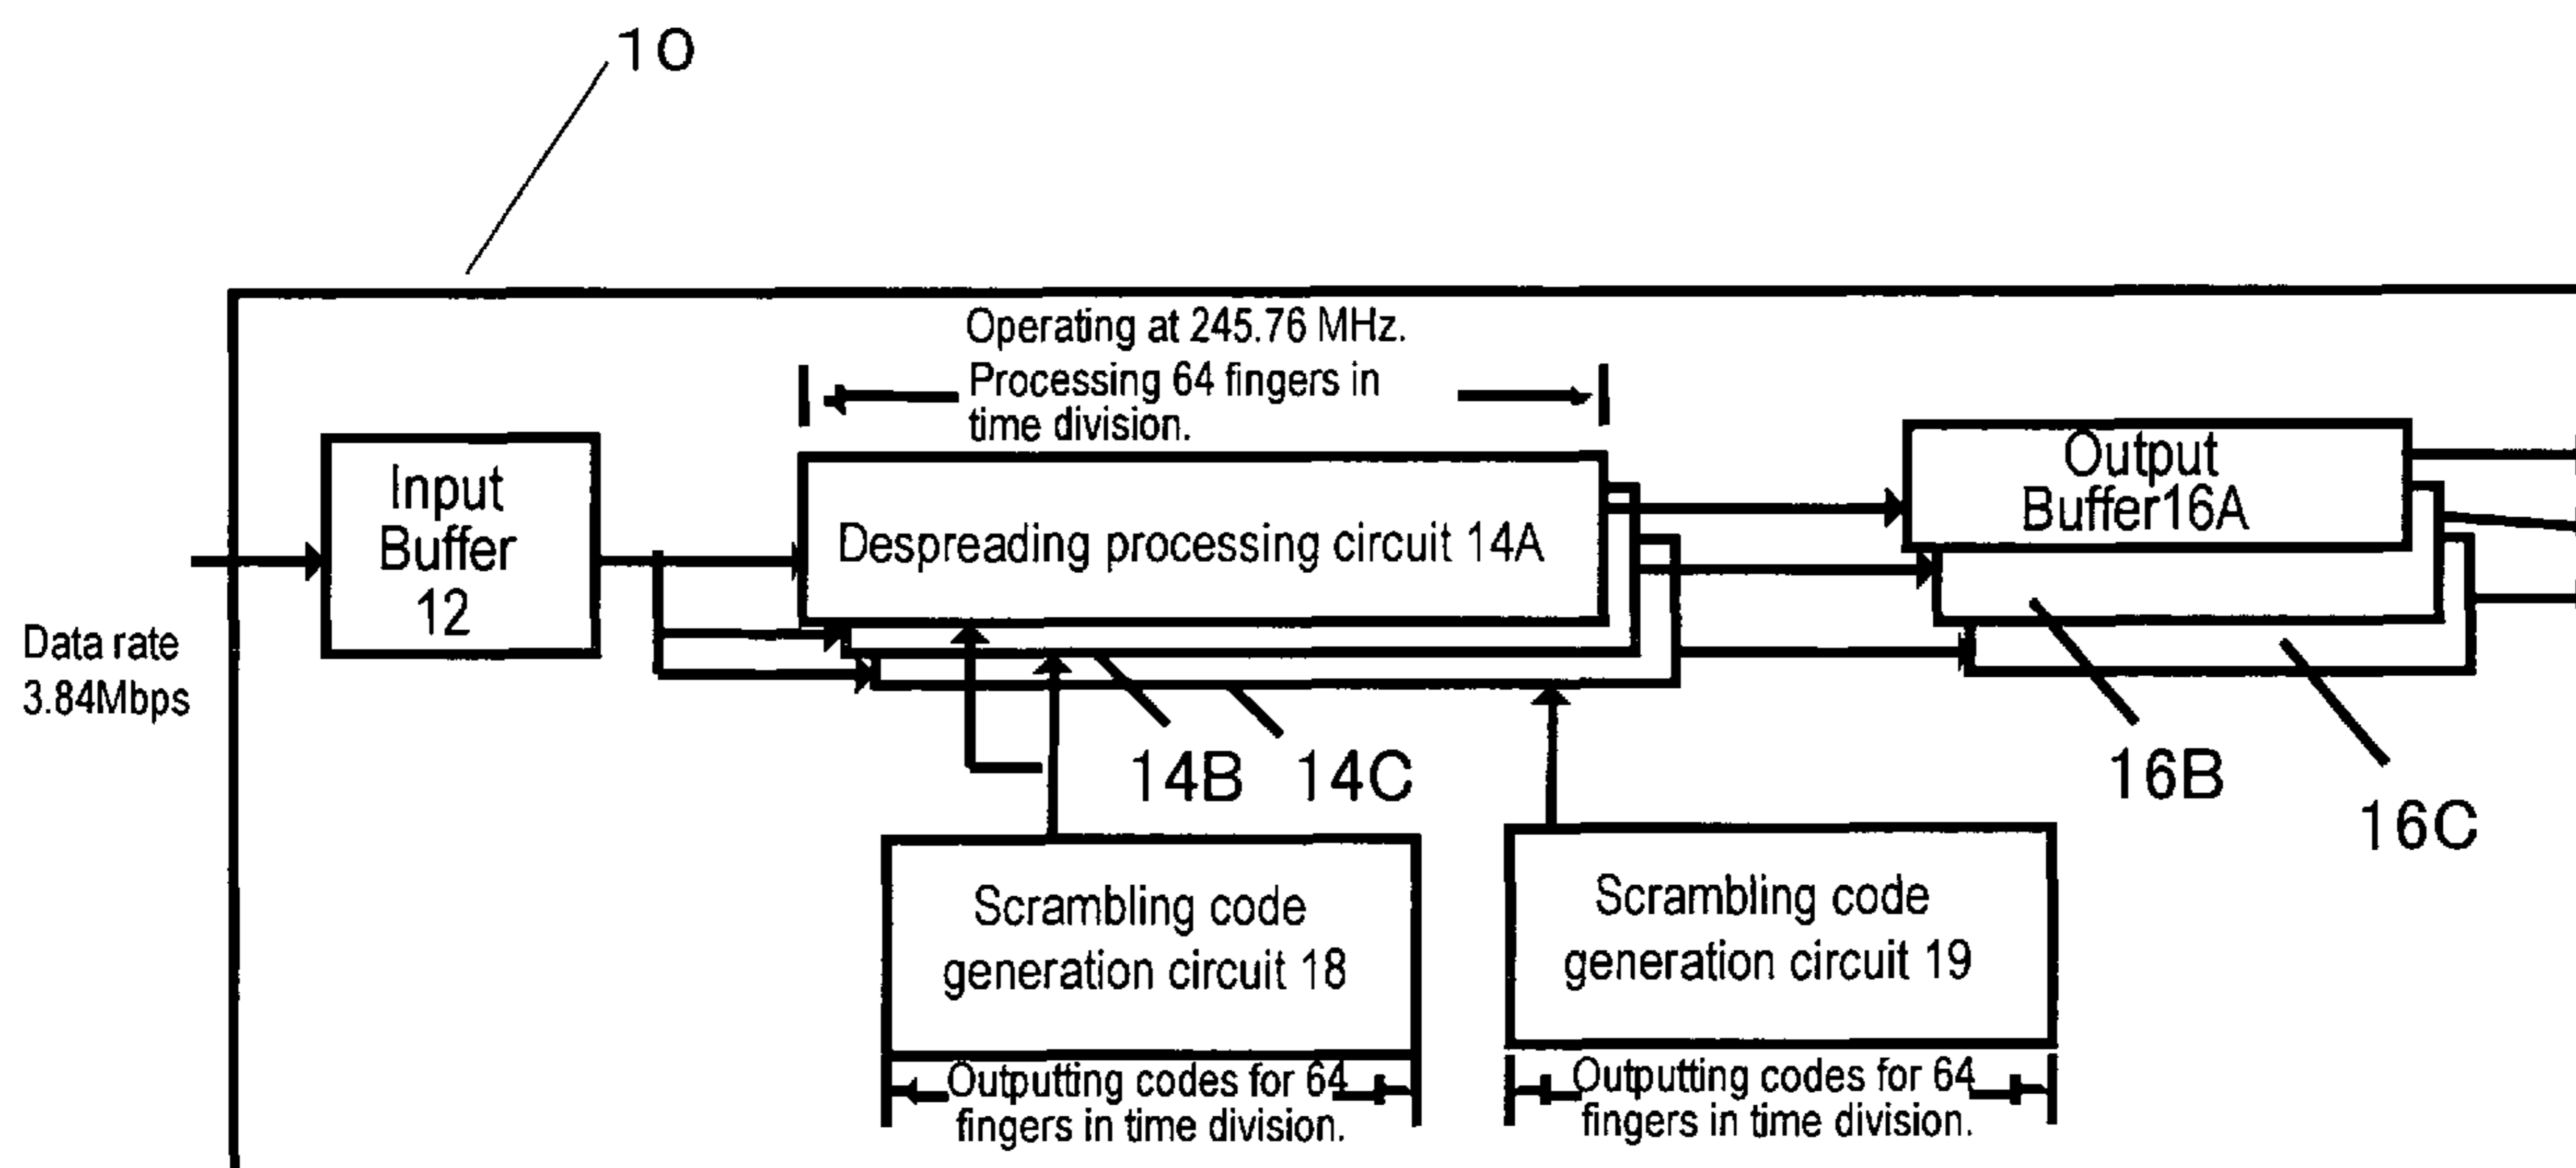 10
Operating at 245.76 MHz.
Processing 64 fingers in
time division.
Input
Buffer
12
Despreading processing circuit 14A
Output
Buffer16A
Data rate
3.84Mbps
14B
14C
16B
16C
Scrambling code
generation circuit 18
Scrambling code
generation circuit 19
Outputting codes for 64
fingers in time division.
Outputting codes for 64
fingers in time division.